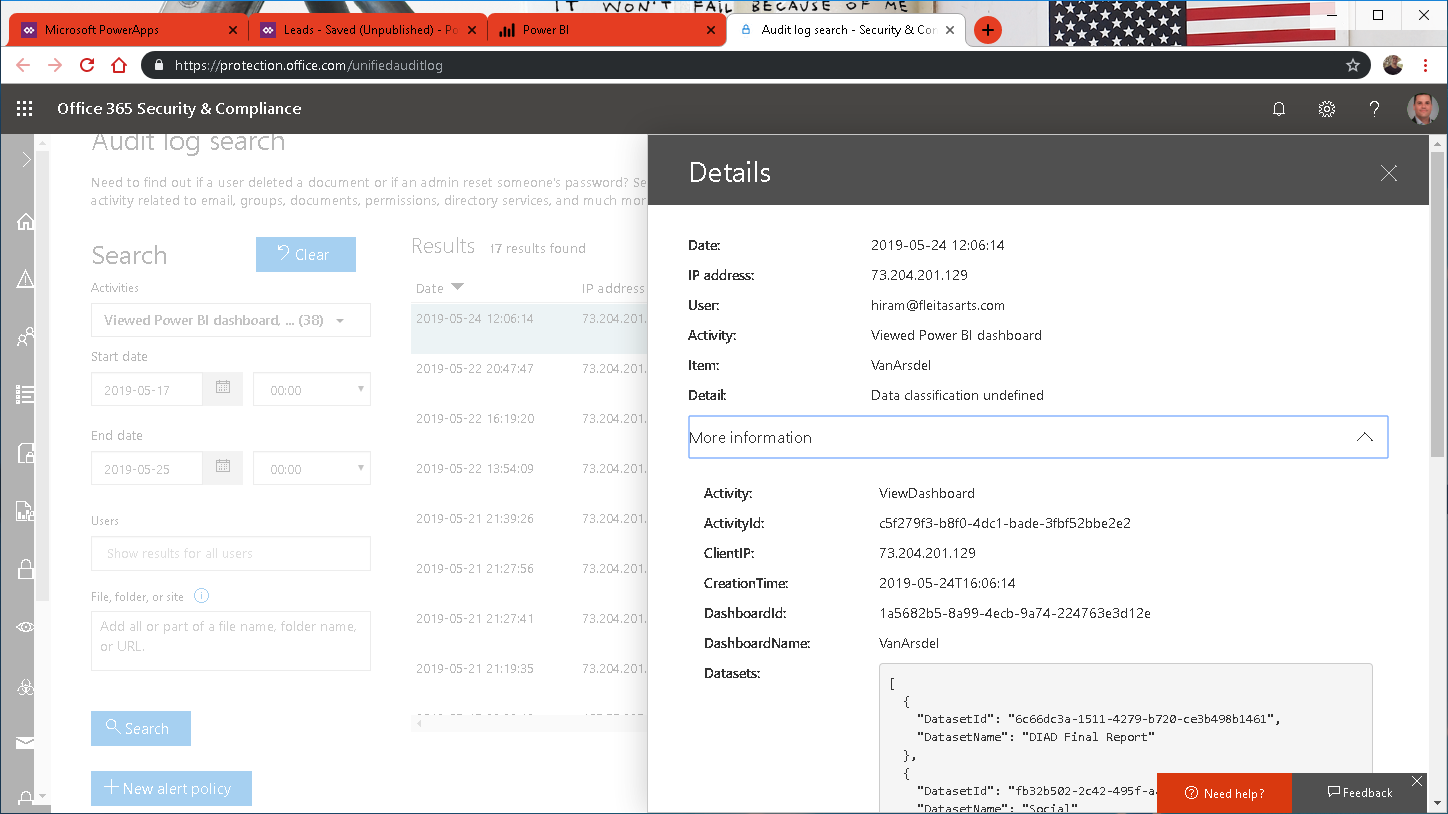 IT WON'T FAIL BECAUSE OF ME
Microsoft PowerApps
Leads - Saved (Unpublished) - Po
Power BI
Audit log search - Security & Cor
https://protection.office.com/unifiedauditlog
Office 365 Security & Compliance
Audit log search
Need to find out if a user deleted a document or if an admin reset someone's password? Se
activity related to email, groups, documents, permissions, directory services, and much mor
Search
Clear
Activities
Viewed Power BI dashboard, ... (38)
Start date
2019-05-17
00:00
End date
2019-05-25
00:00
Users
Show results for all users
File, folder, or site
Add all or part of a file name, folder name,
or URL.
Search
New alert policy
Results 17 results found
Date IP address
2019-05-24 12:06:14 73.204.201.
2019-05-22 20:47:47 73.204.201.
2019-05-22 16:19:20 73.204.201.
2019-05-22 13:54:09 73.204.201.
2019-05-21 21:39:26 73.204.201.
2019-05-21 21:27:56 73.204.201.
2019-05-21 21:27:41 73.204.201.
2019-05-21 21:19:35 73.204.201.
Details
Date: 2019-05-24 12:06:14
IP address: 73.204.201.129
User: hiram@fleitasarts.com
Activity: Viewed Power BI dashboard
Item: VanArsdel
Detail: Data classification undefined
More information
Activity: ViewDashboard
ActivityId: c5f279f3-b8f0-4dc1-bade-3fbf52bbe2e2
ClientIP: 73.204.201.129
CreationTime: 2019-05-24T16:06:14
DashboardId: 1a5682b5-8a99-4ecb-9a74-224763e3d12e
DashboardName: VanArsdel
Datasets:
[
{
"DatasetId": "6c66dc3a-1511-4279-b720-ce3b498b1461",
"DatasetName": "DIAD Final Report"
},
{
"DatasetId": "fb32b502-2c42-495f-a
"DatasetName": "Social"
Need help?
Feedback